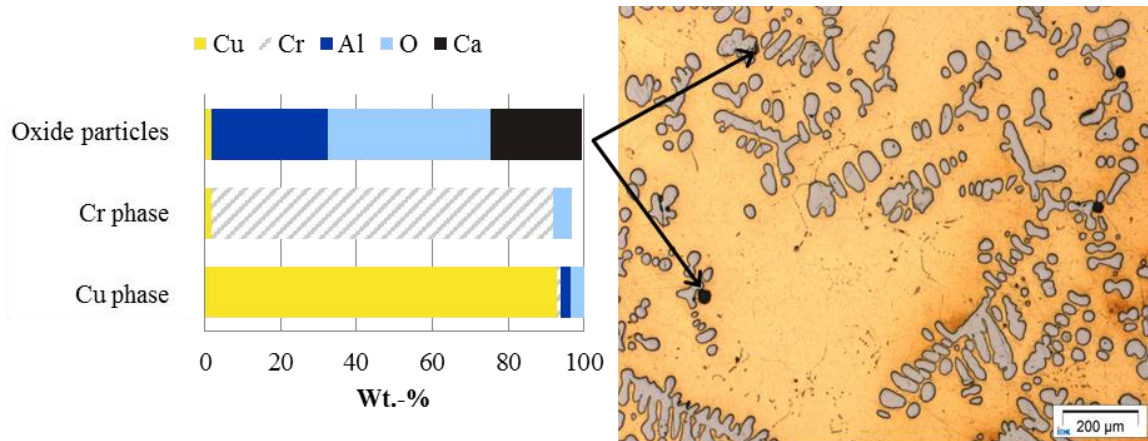 Cu Cr Al O Ca
Oxide particles
Cr phase
Cu phase
0 20 40 60 80 100
Wt.-%
200 µm